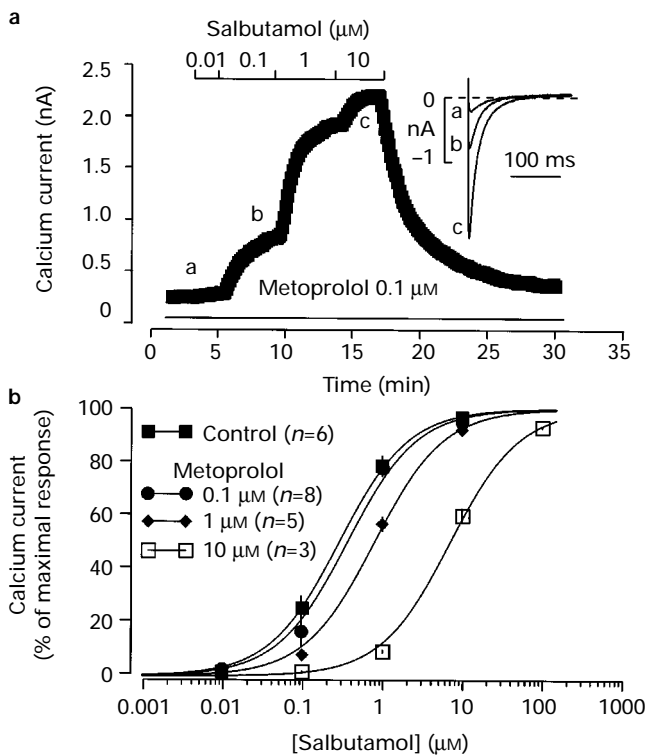 a
Salbutamol (μM)
0.01 0.1 1 10
2.5
2.0
1.5
1.0
0.5
0
Calcium current (nA)
a
b
c
0
nA
−1
a
b
c
100 ms
Metoprolol 0.1 μM
0 5 10 15 20 25 30 35
Time (min)
b
100
80
60
40
20
0
Calcium current
(% of maximal response)
Control (n=6)
Metoprolol
0.1 μM (n=8)
1 μM (n=5)
10 μM (n=3)
0.001 0.01 0.1 1 10 100 1000
[Salbutamol] (μM)